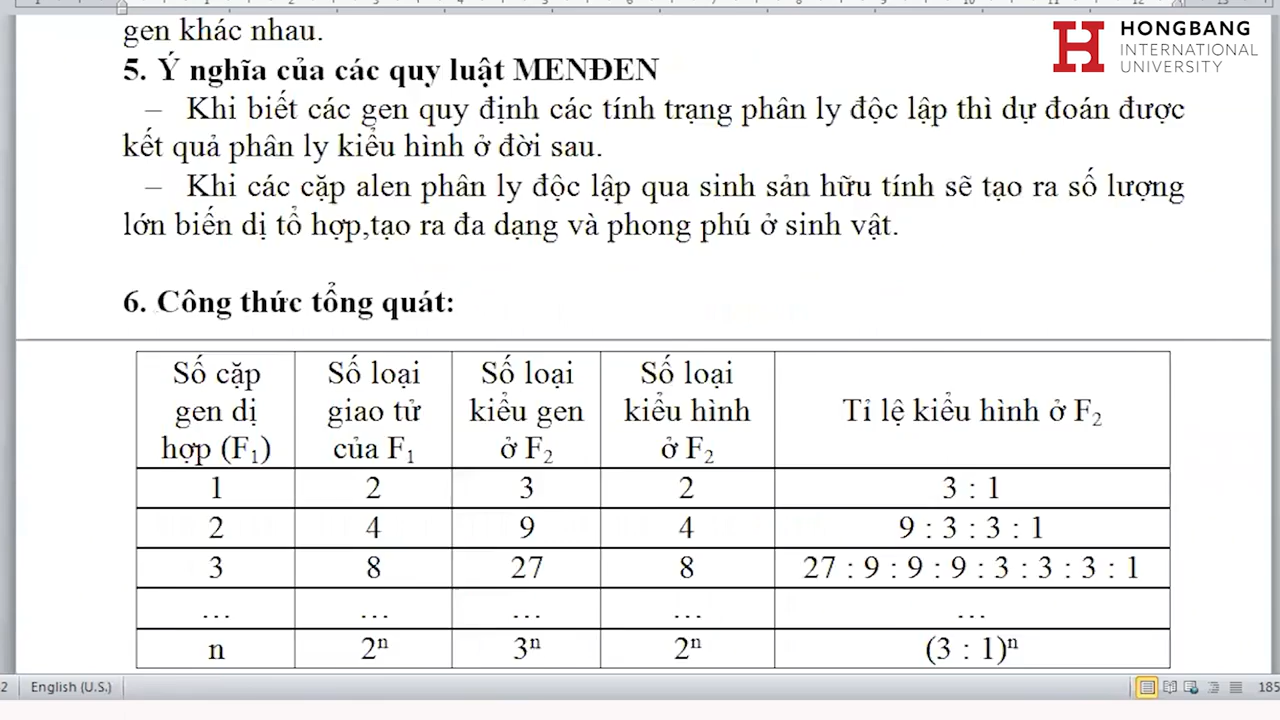 HONGBANG
INTERNATIONAL
UNIVERSITY
gen khác nhau.
5. Ý nghĩa của các quy luật MENĐEN
– Khi biết các gen quy định các tính trạng phân ly độc lập thì dự đoán được
kết quả phân ly kiểu hình ở đời sau.
– Khi các cặp alen phân ly độc lập qua sinh sản hữu tính sẽ tạo ra số lượng
lớn biến dị tổ hợp,tạo ra đa dạng và phong phú ở sinh vật.
6. Công thức tổng quát:
Số cặp gen dị hợp (F₁) Số loại giao tử của F₁ Số loại kiểu gen ở F₂ Số loại kiểu hình ở F₂ Tỉ lệ kiểu hình ở F₂
1 2 3 2 3 : 1
2 4 9 4 9 : 3 : 3 : 1
3 8 27 8 27 : 9 : 9 : 9 : 3 : 3 : 3 : 1
… … … … …
n 2ⁿ 3ⁿ 2ⁿ (3 : 1)ⁿ
2 English (U.S.) 185